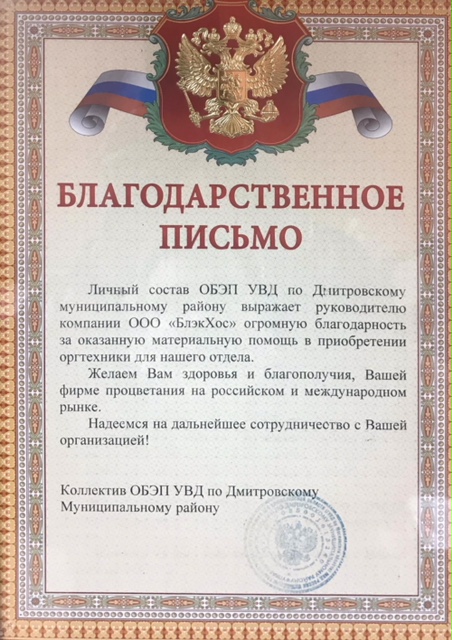 БЛАГОДАРСТВЕННОЕ
ПИСЬМО
Личный состав ОБЭП УВД по Дмитровскому
муниципальному району выражает руководителю
компании ООО «БлэкХос» огромную благодарность
за оказанную материальную помощь в приобретении
оргтехники для нашего отдела.
Желаем Вам здоровья и благополучия, Вашей
фирме процветания на российском и международном
рынке.
Надеемся на дальнейшее сотрудничество с Вашей
организацией!
Коллектив ОБЭП УВД по Дмитровскому
Муниципальному району